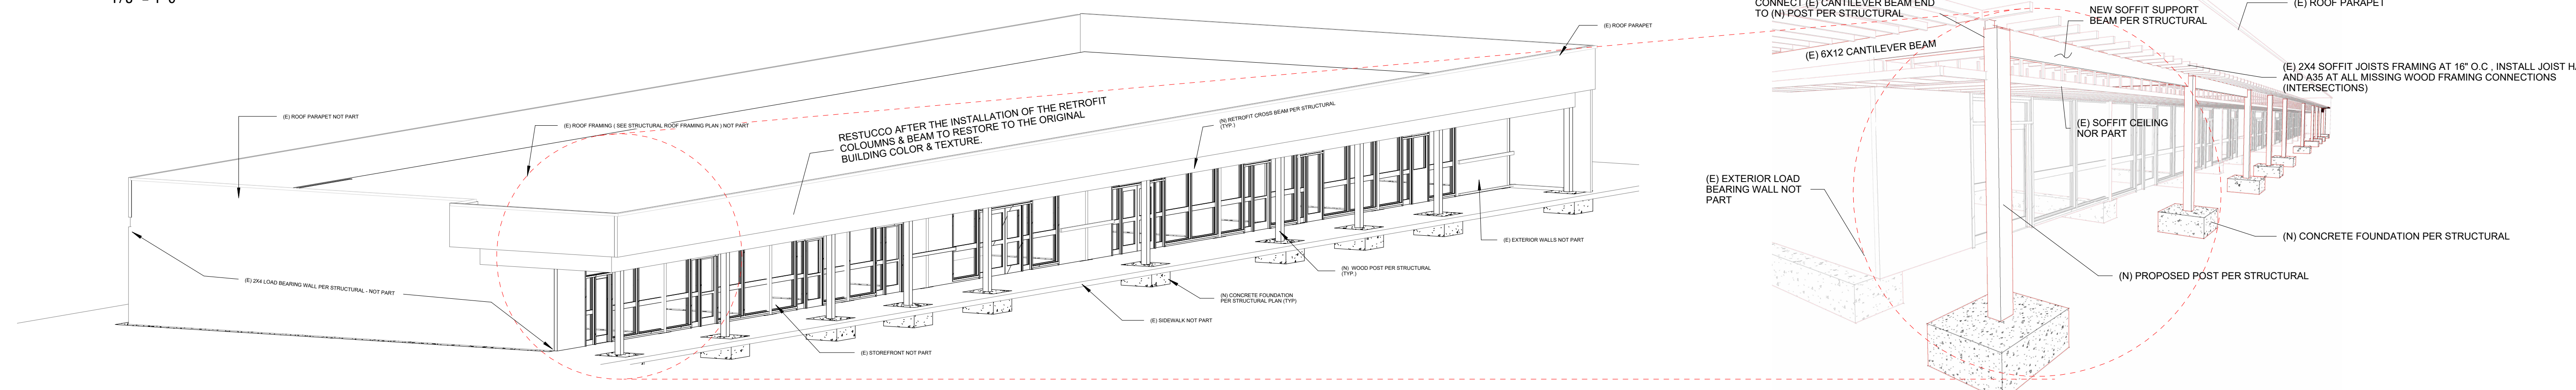 (E) ROOF PARAPET
(E) ROOF PARAPET NOT PART
(E) ROOF FRAMING ( SEE STRUCTURAL ROOF FRAMING PLAN ) NOT PART
RESTUCCO AFTER THE INSTALLATION OF THE RETROFIT
COLOUMNS & BEAM TO RESTORE TO THE ORIGINAL
BUILDING COLOR & TEXTURE.
(N) RETROFIT CROSS BEAM PER STRUCTURAL
(TYP.)
(E) EXTERIOR WALLS NOT PART
(N) WOOD POST PER STRUCTURAL
(TYP.)
(E) 2X4 LOAD BEARING WALL PER STRUCTURAL - NOT PART
(N) CONCRETE FOUNDATION
PER STRUCTURAL PLAN (TYP)
(E) SIDEWALK NOT PART
(E) STOREFRONT NOT PART
CONNECT (E) CANTILEVER BEAM END
TO (N) POST PER STRUCTURAL
NEW SOFFIT SUPPORT
BEAM PER STRUCTURAL
(E) ROOF PARAPET
(E) 6X12 CANTILEVER BEAM
(E) 2X4 SOFFIT JOISTS FRAMING AT 16" O.C , INSTALL JOIST
AND A35 AT ALL MISSING WOOD FRAMING CONNECTIONS
(INTERSECTIONS)
(E) SOFFIT CEILING
NOR PART
(E) EXTERIOR LOAD
BEARING WALL NOT
PART
(N) CONCRETE FOUNDATION PER STRUCTURAL
(N) PROPOSED POST PER STRUCTURAL